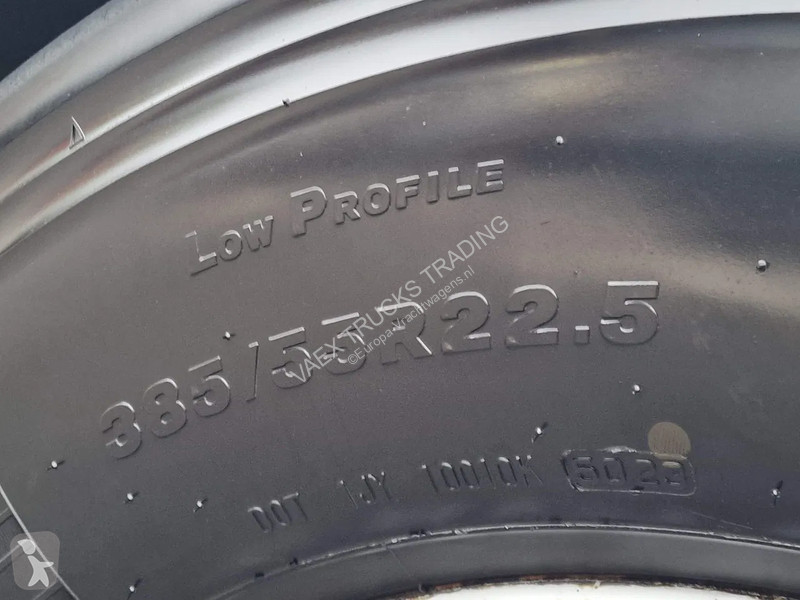 LOW PROFILE
VAEX TRUCKS TRADING
©Europa-Vrachtwagens.nl
385/55R22.5
DOT 1JY 10010K 5023